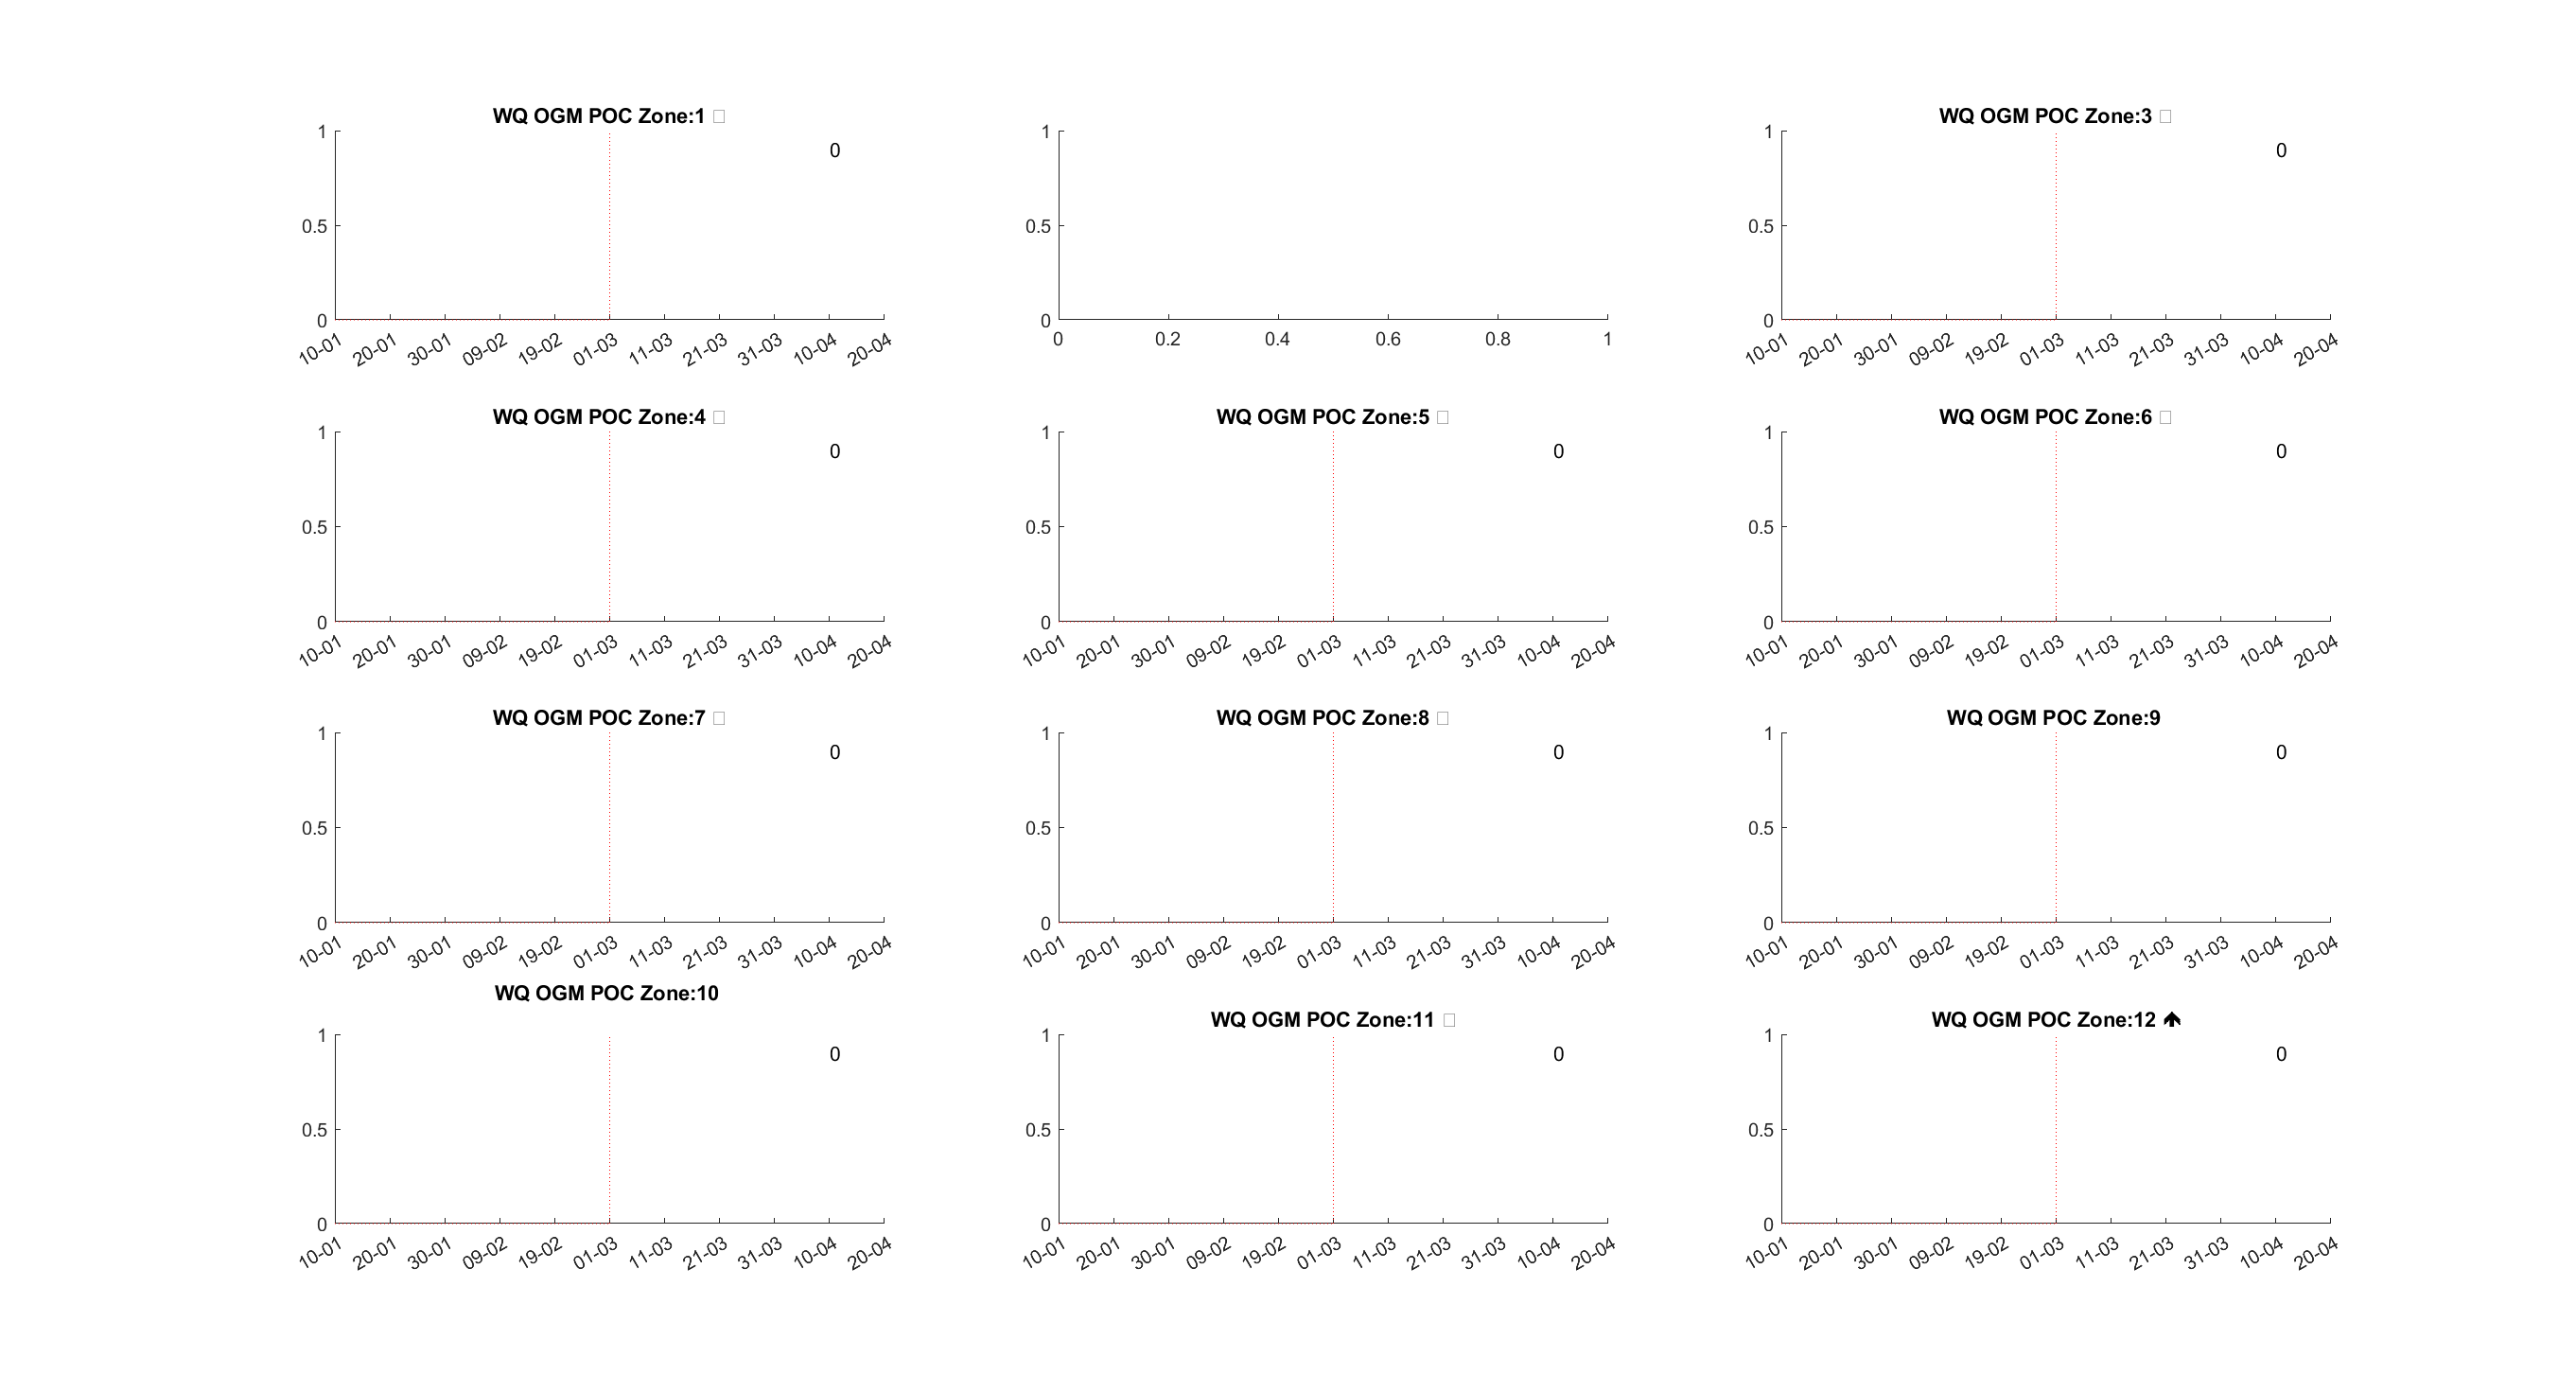 WQ OGM POC Zone:1 □
1
0.5
0
0
10-01 20-01 30-01 09-02 19-02 01-03 11-03 21-03 31-03 10-04 20-04
1
0.5
0
0 0.2 0.4 0.6 0.8 1
WQ OGM POC Zone:3 □
1
0.5
0
0
10-01 20-01 30-01 09-02 19-02 01-03 11-03 21-03 31-03 10-04 20-04
WQ OGM POC Zone:4 □
1
0.5
0
0
10-01 20-01 30-01 09-02 19-02 01-03 11-03 21-03 31-03 10-04 20-04
WQ OGM POC Zone:5 □
1
0.5
0
0
10-01 20-01 30-01 09-02 19-02 01-03 11-03 21-03 31-03 10-04 20-04
WQ OGM POC Zone:6 □
1
0.5
0
0
10-01 20-01 30-01 09-02 19-02 01-03 11-03 21-03 31-03 10-04 20-04
WQ OGM POC Zone:7 □
1
0.5
0
0
10-01 20-01 30-01 09-02 19-02 01-03 11-03 21-03 31-03 10-04 20-04
WQ OGM POC Zone:8 □
1
0.5
0
0
10-01 20-01 30-01 09-02 19-02 01-03 11-03 21-03 31-03 10-04 20-04
WQ OGM POC Zone:9
1
0.5
0
0
10-01 20-01 30-01 09-02 19-02 01-03 11-03 21-03 31-03 10-04 20-04
WQ OGM POC Zone:10
1
0.5
0
0
10-01 20-01 30-01 09-02 19-02 01-03 11-03 21-03 31-03 10-04 20-04
WQ OGM POC Zone:11 □
1
0.5
0
0
10-01 20-01 30-01 09-02 19-02 01-03 11-03 21-03 31-03 10-04 20-04
WQ OGM POC Zone:12 🡹
1
0.5
0
0
10-01 20-01 30-01 09-02 19-02 01-03 11-03 21-03 31-03 10-04 20-04